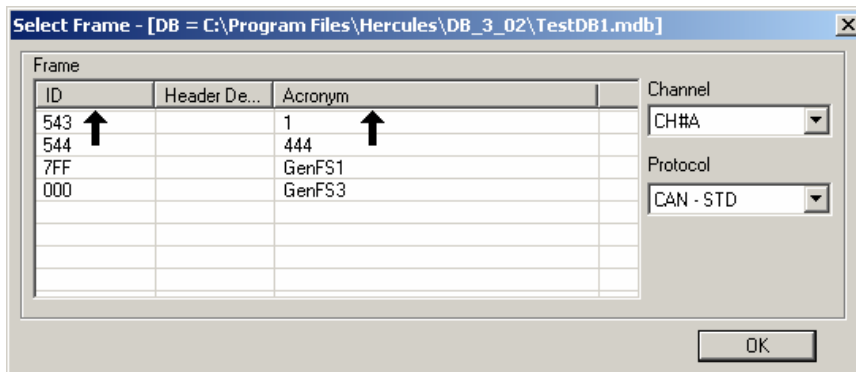 Select Frame - [DB = C:\Program Files\Hercules\DB_3_02\TestDB1.mdb]
Frame
ID Header De... Acronym
543 1
544 444
7FF GenFS1
000 GenFS3
Channel
CH#A
Protocol
CAN - STD
OK